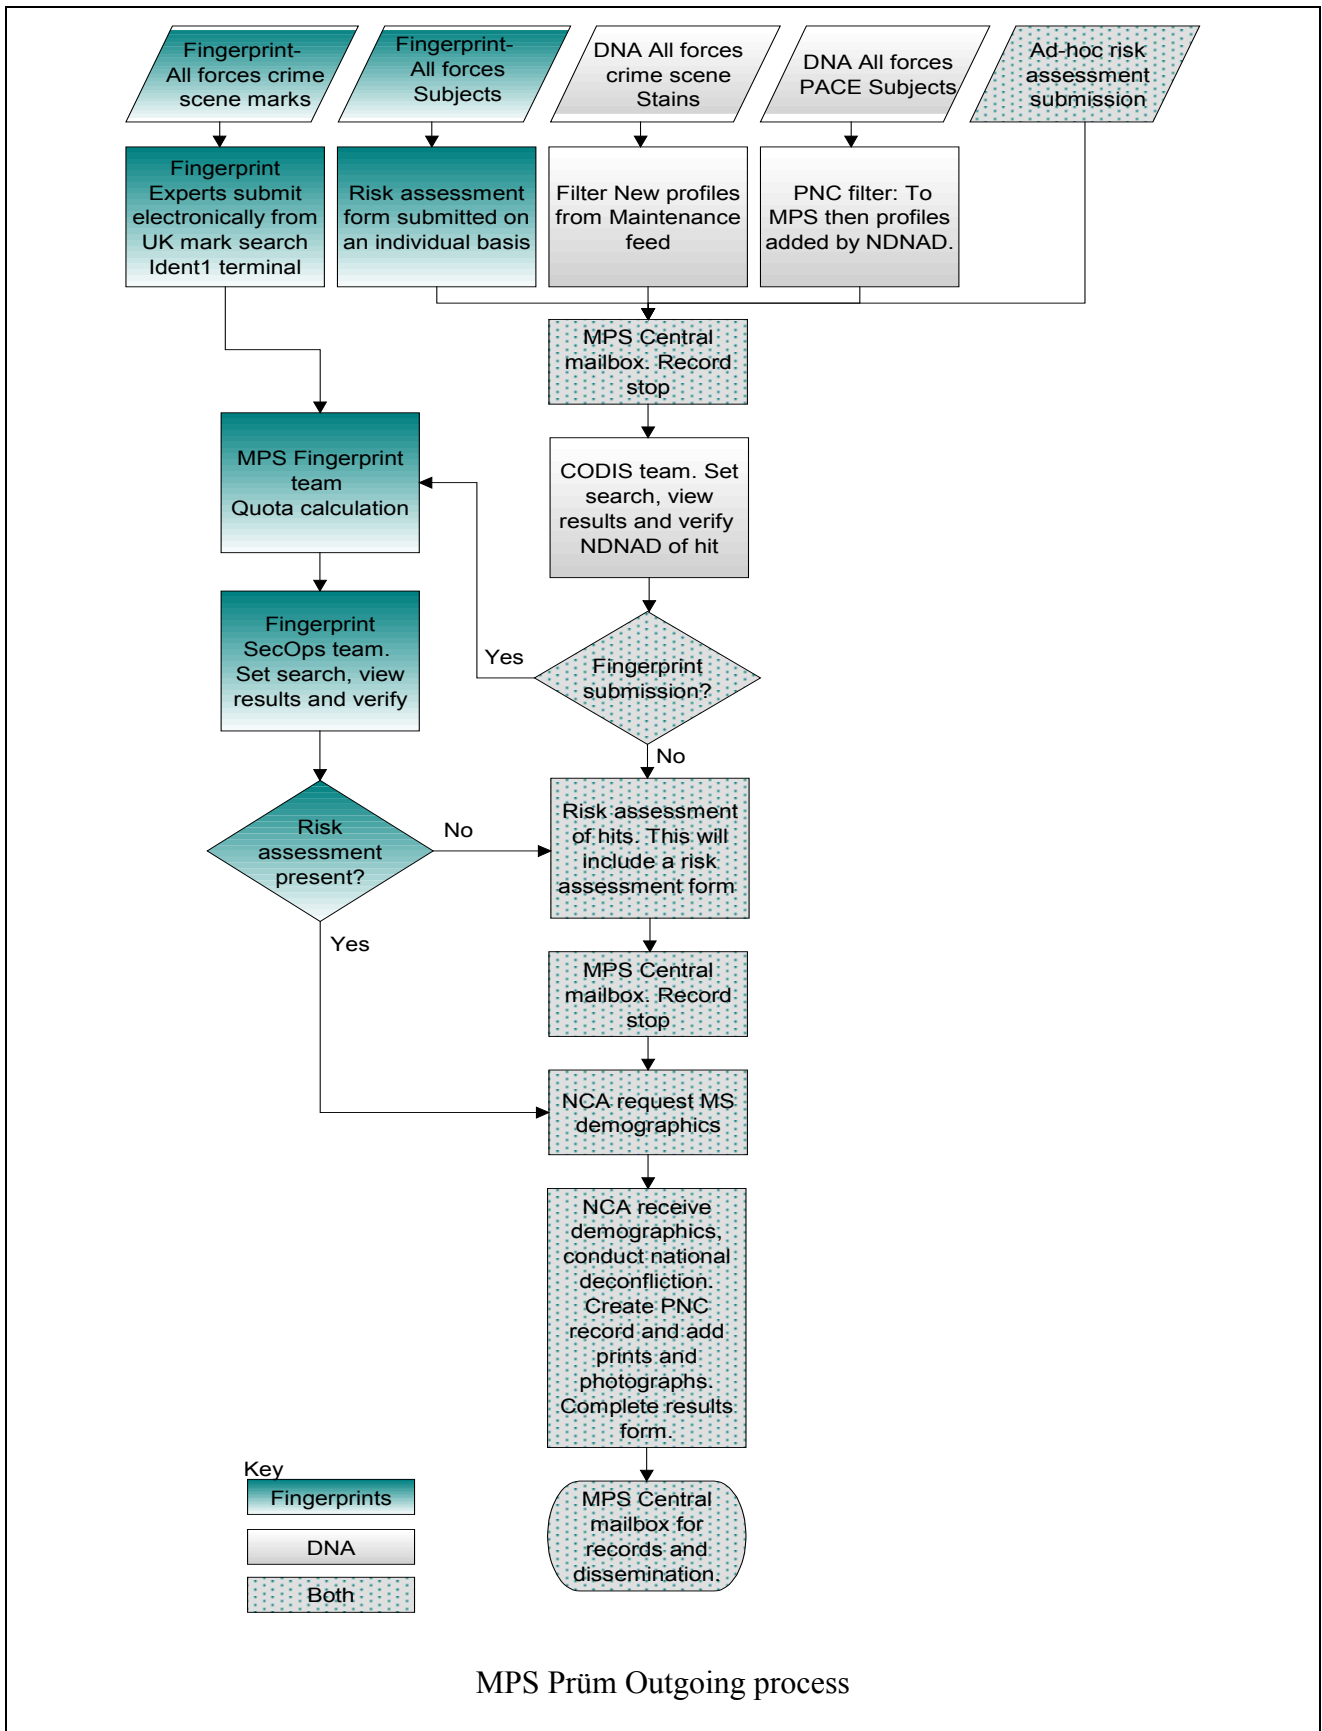 Fingerprint-
All forces crime
scene marks
Fingerprint-
All forces
Subjects
DNA All forces
crime scene
Stains
DNA All forces
PACE Subjects
Ad-hoc risk
assessment
submission
Fingerprint
Experts submit
electronically from
UK mark search
Ident1 terminal
Risk assessment
form submitted on
an individual basis
Filter New profiles
from Maintenance
feed
PNC filter: To
MPS then profiles
added by NDNAD.
MPS Central
mailbox. Record
stop
MPS Fingerprint
team
Quota calculation
CODIS team. Set
search, view
results and verify
NDNAD of hit
Fingerprint
SecOps team.
Set search, view
results and verify
Yes
Fingerprint
submission?
No
Risk
assessment
present?
No
Risk assessment
of hits. This will
include a risk
assessment form
Yes
MPS Central
mailbox. Record
stop
NCA request MS
demographics
NCA receive
demographics,
conduct national
deconfliction.
Create PNC
record and add
prints and
photographs.
Complete results
form.
MPS Central
mailbox for
records and
dissemination.
Key
Fingerprints
DNA
Both
MPS Prüm Outgoing process